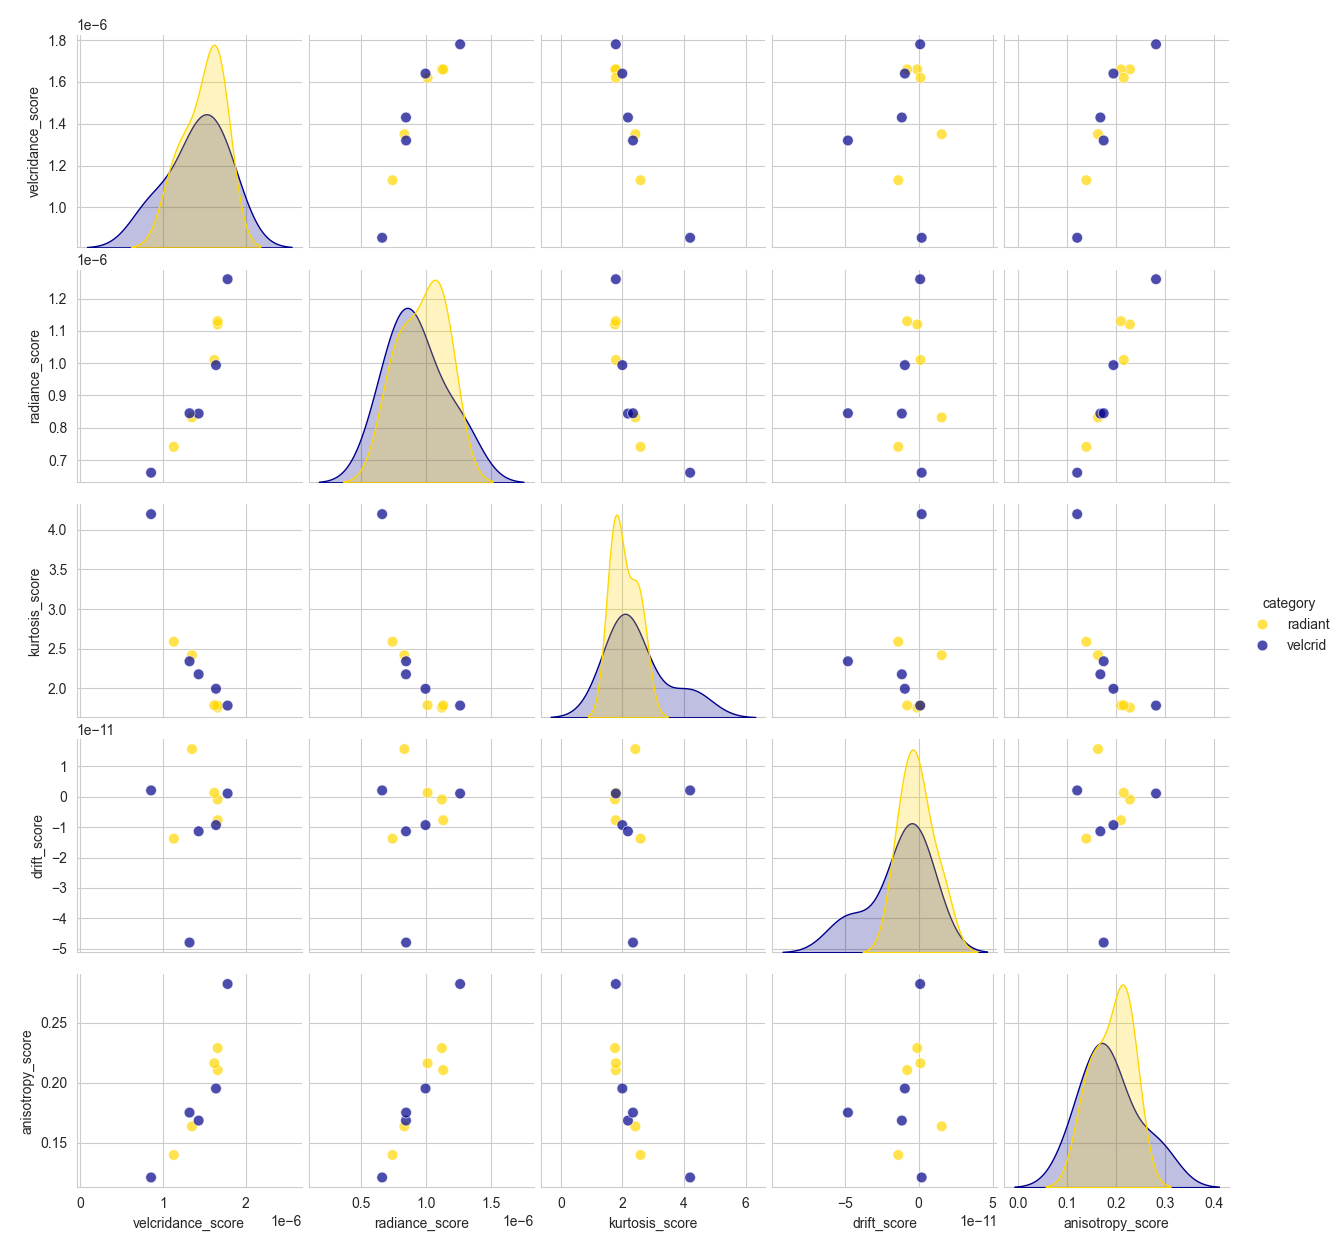 1e−6
1.8
1.6
1.4
1.2
1.0
velcridance_score
1e−6
1.2
1.1
1.0
0.9
0.8
0.7
radiance_score
4.0
3.5
3.0
2.5
2.0
kurtosis_score
category
radiant
velcrid
1e−11
1
0
−1
−2
−3
−4
−5
drift_score
0.25
0.20
0.15
anisotropy_score
0 1 2
velcridance_score 1e−6
0.5 1.0 1.5
radiance_score 1e−6
0 2 4 6
kurtosis_score
−5 0 5
drift_score 1e−11
0.0 0.1 0.2 0.3 0.4
anisotropy_score